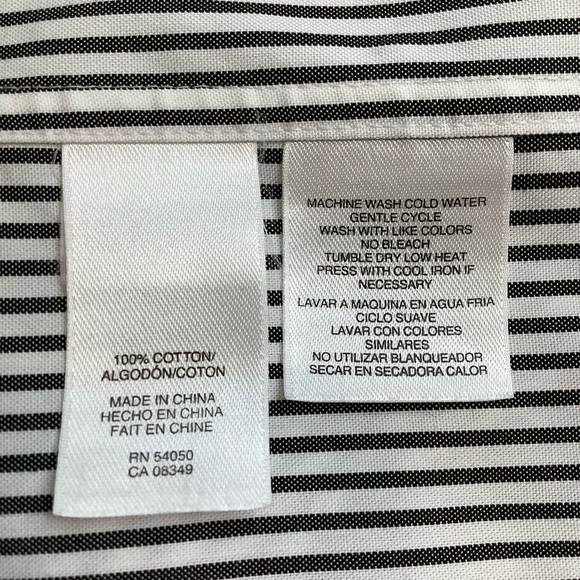 100% COTTON/
ALGODÓN/COTON
MADE IN CHINA
HECHO EN CHINA
FAIT EN CHINE
RN 54050
CA 08349
MACHINE WASH COLD WATER
GENTLE CYCLE
WASH WITH LIKE COLORS
NO BLEACH
TUMBLE DRY LOW HEAT
PRESS WITH COOL IRON IF
NECESSARY
LAVAR A MAQUINA EN AGUA FRIA
CICLO SUAVE
LAVAR CON COLORES
SIMILARES
NO UTILIZAR BLANQUEADOR
SECAR EN SECADORA CALOR